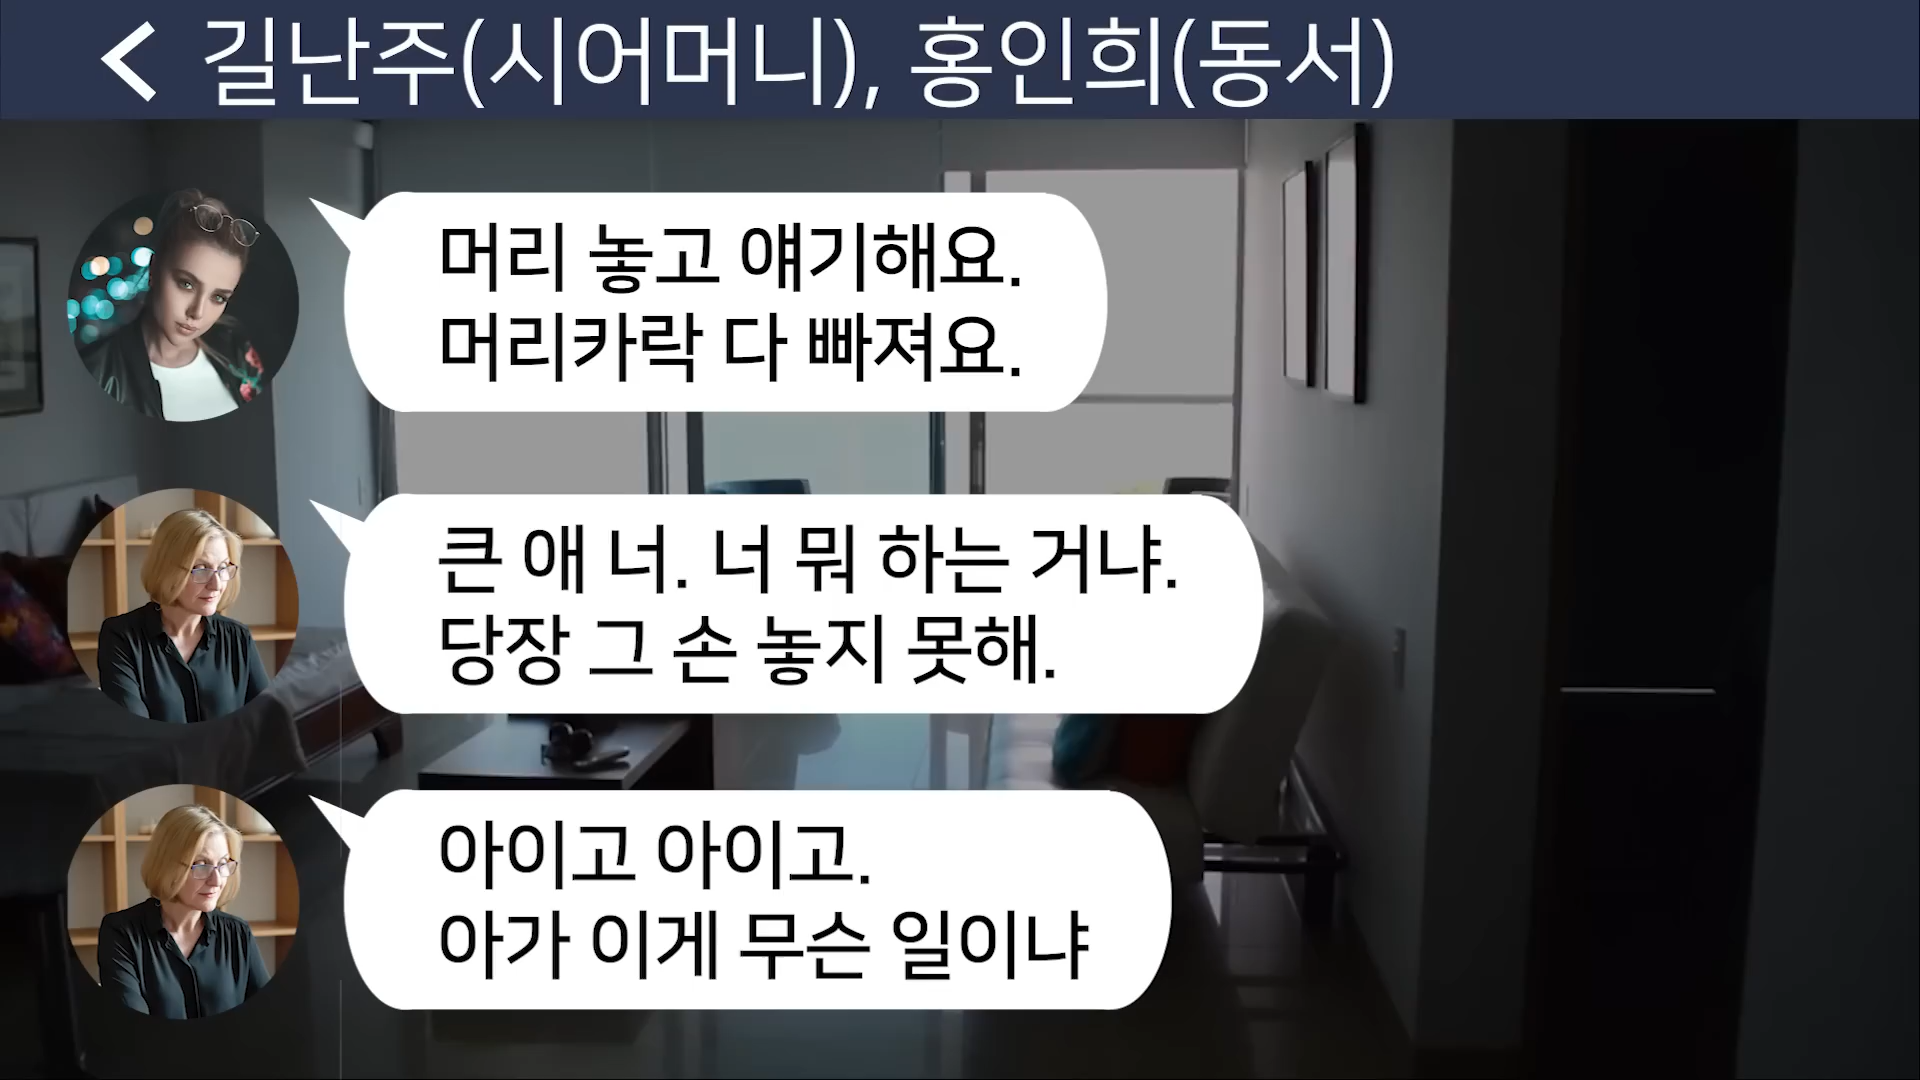 길난주(시어머니), 홍인희(동서)
머리 놓고 얘기해요.
머리카락 다 빠져요.
큰 애 너. 너 뭐 하는 거냐.
당장 그 손 놓지 못해.
아이고 아이고.
아가 이게 무슨 일이냐